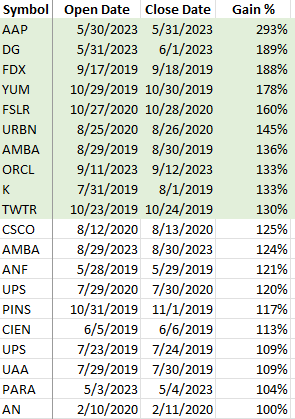 Symbol Open Date Close Date Gain %
AAP 5/30/2023 5/31/2023 293%
DG 5/31/2023 6/1/2023 189%
FDX 9/17/2019 9/18/2019 188%
YUM 10/29/2019 10/30/2019 178%
FSLR 10/27/2020 10/28/2020 160%
URBN 8/25/2020 8/26/2020 145%
AMBA 8/29/2019 8/30/2019 136%
ORCL 9/11/2023 9/12/2023 133%
K 7/31/2019 8/1/2019 133%
TWTR 10/23/2019 10/24/2019 130%
CSCO 8/12/2020 8/13/2020 125%
AMBA 8/29/2023 8/30/2023 124%
ANF 5/28/2019 5/29/2019 121%
UPS 7/29/2020 7/30/2020 120%
PINS 10/31/2019 11/1/2019 117%
CIEN 6/5/2019 6/6/2019 113%
UPS 7/23/2019 7/24/2019 109%
UAA 7/29/2019 7/30/2019 109%
PARA 5/3/2023 5/4/2023 104%
AN 2/10/2020 2/11/2020 100%